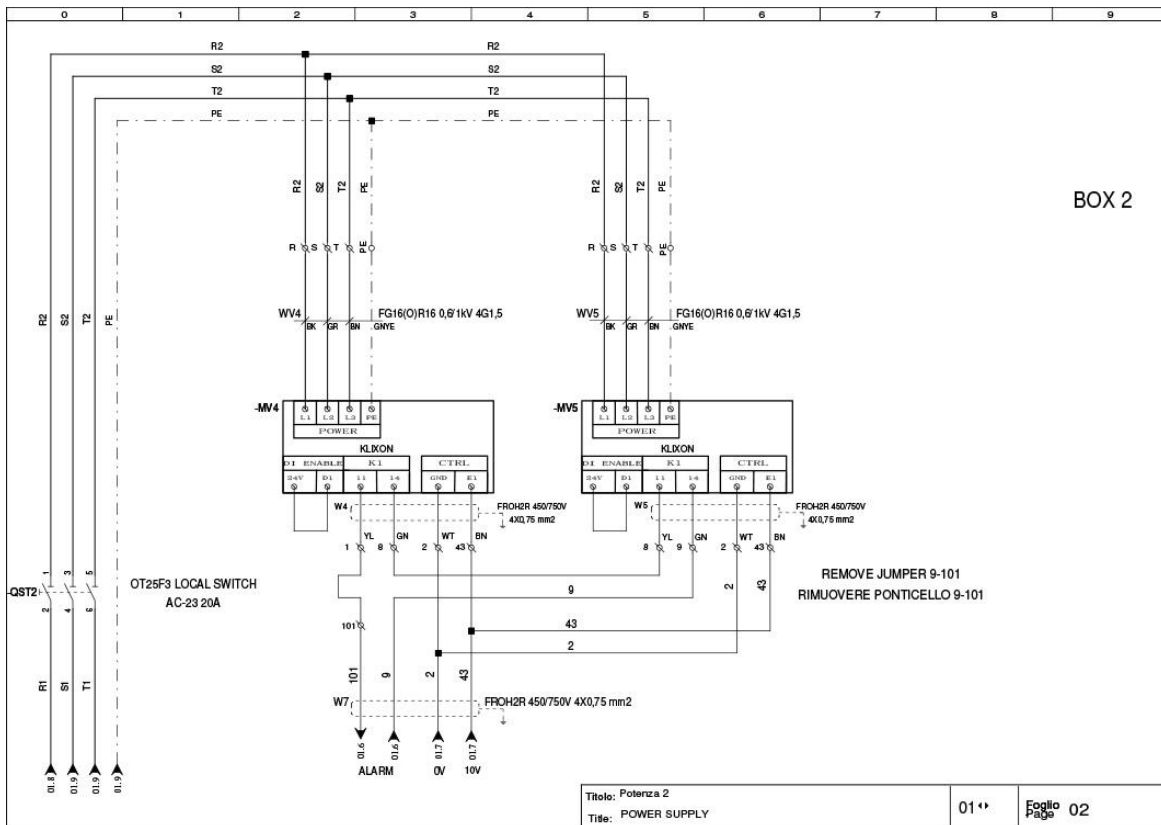 0 1 2 3 4 5 6 7 8 9
R2 R2
S2 S2
T2 T2
PE PE
R2 S2 T2 PE R2 S2 T2 PE
BOX 2
R S T PE R S T PE
R2 S2 T2 PE
WV4 FG16(O)R16 0,6/1kV 4G1,5 WV5 FG16(O)R16 0,6/1kV 4G1,5
BK GR BN GNYE BK GR BN GNYE
-MV4 -MV5
L1 L2 L3 PE L1 L2 L3 PE
POWER POWER
KLIXON KLIXON
DI ENABLE K1 CTRL DI ENABLE K1 CTRL
24V D1 11 14 GND E1 24V D1 11 14 GND E1
W4 FROH2R 450/750V W5 FROH2R 450/750V
4X0,75 mm2 4X0,75 mm2
YL GN WT BN YL GN WT BN
1 8 2 43 8 9 2 43
1 3 5
-QST2
2 4 6
OT25F3 LOCAL SWITCH
AC-23 20A
9
2 43
REMOVE JUMPER 9-101
RIMUOVERE PONTICELLO 9-101
101
43
2
R1 S1 T1
101 9 2 43
W7 FROH2R 450/750V 4X0,75 mm2
01.8 01.9 01.9 01.9
01.6 01.6 01.7 01.7
ALARM 0V 10V
Titolo: Potenza 2
Title: POWER SUPPLY
01
Foglio
Page 02